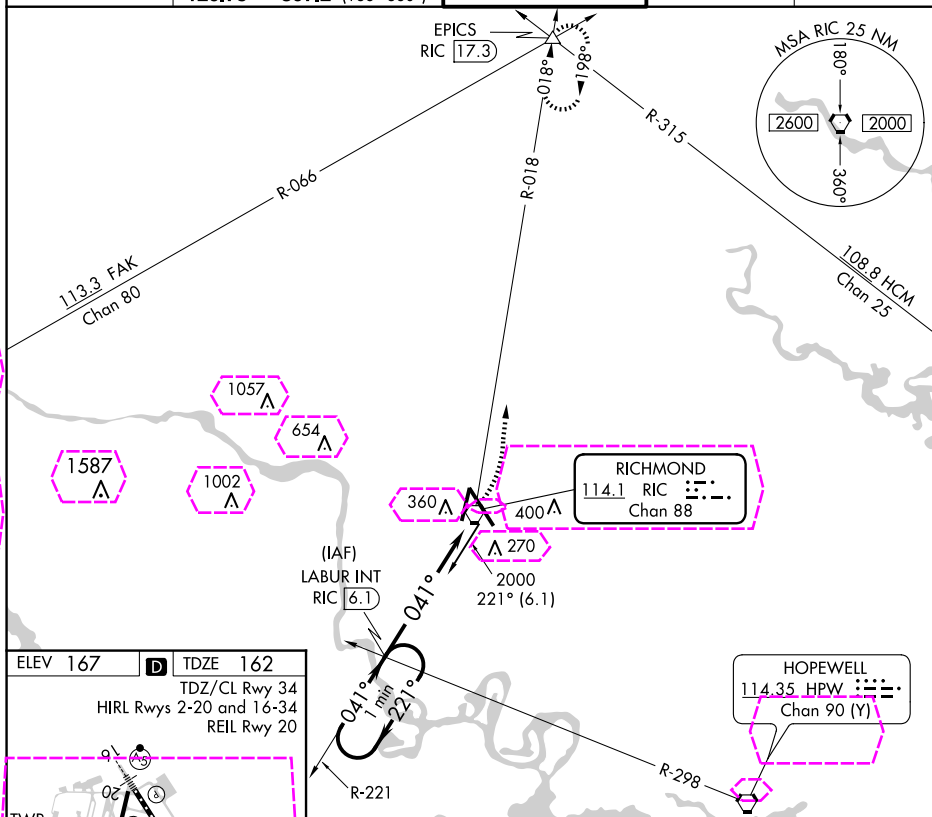 EPICS
RIC 17.3
018°
198°
MSA RIC 25 NM
180°
2600
2000
360°
R-315
R-018
R-066
113.3 FAK
Chan 80
108.8 HCM
Chan 25
1057
654
1587
1002
360
400
270
RICHMOND
114.1 RIC
Chan 88
(IAF)
LABUR INT
RIC 6.1
041°
2000
221° (6.1)
041°
1 min
221°
R-221
R-298
HOPEWELL
114.35 HPW
Chan 90 (Y)
ELEV 167
D
TDZE 162
TDZ/CL Rwy 34
HIRL Rwys 2-20 and 16-34
REIL Rwy 20
16
A5
20
P